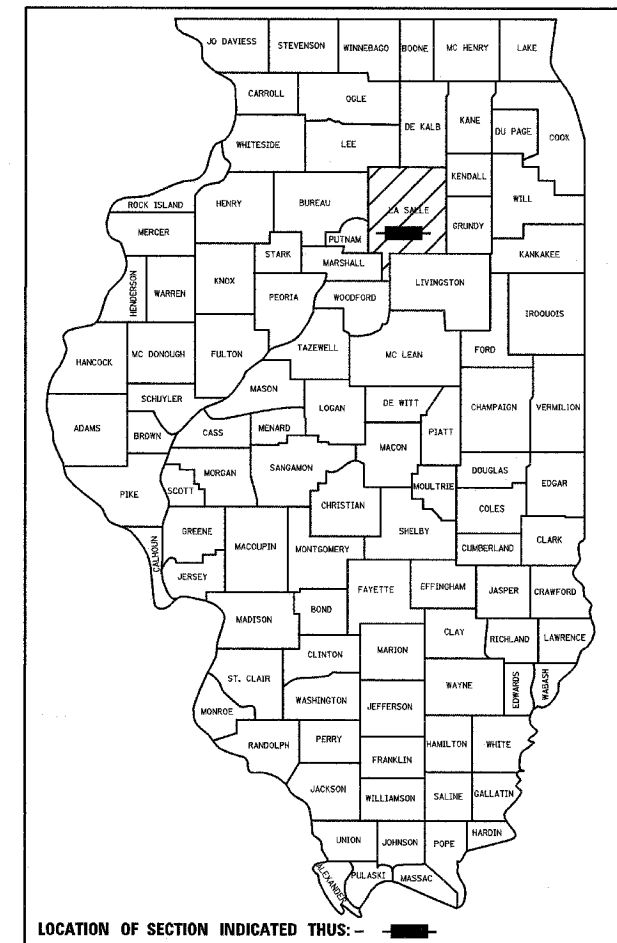 JO DAVIESS
STEVENSON
WINNEBAGO
BOONE
MC HENRY
LAKE
CARROLL
OGLE
DE KALB
KANE
DU PAGE
COOK
WHITESIDE
LEE
KENDALL
WILL
ROCK ISLAND
HENRY
BUREAU
LA SALLE
GRUNDY
MERCER
PUTNAM
KANKAKEE
STARK
MARSHALL
LIVINGSTON
HENDERSON
WARREN
KNOX
PEORIA
WOODFORD
IROQUOIS
HANCOCK
MC DONOUGH
FULTON
TAZEWELL
MC LEAN
FORD
MASON
SCHUYLER
LOGAN
DE WITT
CHAMPAIGN
VERMILION
ADAMS
BROWN
CASS
MENARD
MACON
PIATT
PIKE
SCOTT
MORGAN
SANGAMON
DOUGLAS
EDGAR
MOULTRIE
CHRISTIAN
COLES
SHELBY
GREENE
MACOUPIN
MONTGOMERY
CUMBERLAND
CLARK
CALHOUN
JERSEY
FAYETTE
EFFINGHAM
JASPER
CRAWFORD
MADISON
BOND
CLAY
RICHLAND
LAWRENCE
CLINTON
MARION
ST. CLAIR
WAYNE
EDWARDS
WABASH
WASHINGTON
MONROE
JEFFERSON
RANDOLPH
PERRY
HAMILTON
WHITE
FRANKLIN
JACKSON
WILLIAMSON
SALINE
GALLATIN
UNION
JOHNSON
POPE
HARDIN
ALEXANDER
PULASKI
MASSAC
LOCATION OF SECTION INDICATED THUS: -